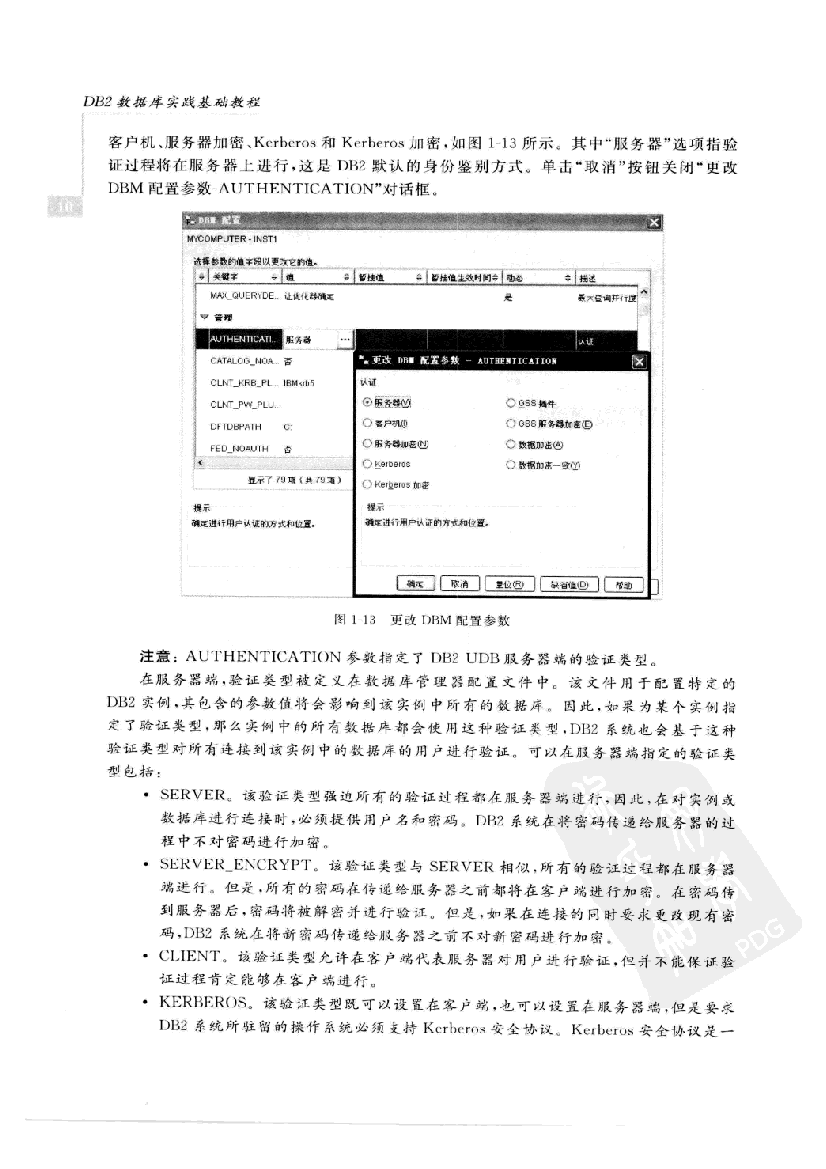 DB2 数据库实践基础教程
客户机、服务器加密、Kerberos 和 Kerberos 加密,如图 1-13 所示。其中“服务器”选项指验
证过程将在服务器上进行,这是 DB2 默认的身份鉴别方式。单击“取消”按钮关闭“更改
DBM 配置参数-AUTHENTICATION”对话框。
10
DBM 配置
MYCOMPUTER - INST1
选择参数的值字段以更改它的值。
关键字 值 暂挂值 暂挂值生效时间 动态 描述
MAX_QUERYDE... 让优化器确定 是 最大查询并行度
管理
AUTHENTICATI... 服务器 ... 认证
CATALOG_NOA... 否
CLNT_KRB_PL... IBMkrb5
CLNT_PW_PLU...
DFTDBPATH C:
FED_NOAUTH 否
显示了 79 项 (共 79 项)
提示
确定进行用户认证的方式和位置。
更改 DBM 配置参数 - AUTHENTICATION
认证
服务器(V) GSS 插件
客户机(I) GSS 服务器加密(E)
服务器加密(N) 数据加密(A)
Kerberos 数据加密一致(Y)
Kerberos 加密
提示
确定进行用户认证的方式和位置。
确定 取消 重设(R) 缺省值(D) 帮助
图 1-13 更改 DBM 配置参数
注意:AUTHENTICATION 参数指定了 DB2 UDB 服务器端的验证类型。
在服务器端,验证类型被定义在数据库管理器配置文件中。该文件用于配置特定的
DB2 实例,其包含的参数值将会影响到该实例中所有的数据库。因此,如果为某个实例指
定了验证类型,那么实例中的所有数据库都会使用这种验证类型,DB2 系统也会基于这种
验证类型对所有连接到该实例中的数据库的用户进行验证。可以在服务器端指定的验证类
型包括:
• SERVER。该验证类型强迫所有的验证过程都在服务器端进行,因此,在对实例或
数据库进行连接时,必须提供用户名和密码。DB2 系统在将密码传递给服务器的过
程中不对密码进行加密。
• SERVER_ENCRYPT。该验证类型与 SERVER 相似,所有的验证过程都在服务器
端进行。但是,所有的密码在传递给服务器之前都将在客户端进行加密。在密码传
到服务器后,密码将被解密并进行验证。但是,如果在连接的同时要求更改现有密
码,DB2 系统在将新密码传递给服务器之前不对新密码进行加密。
• CLIENT。该验证类型允许在客户端代表服务器对用户进行验证,但并不能保证验
证过程肯定能够在客户端进行。
• KERBEROS。该验证类型既可以设置在客户端,也可以设置在服务器端,但是要求
DB2 系统所驻留的操作系统必须支持 Kerberos 安全协议。Kerberos 安全协议是一
PDG